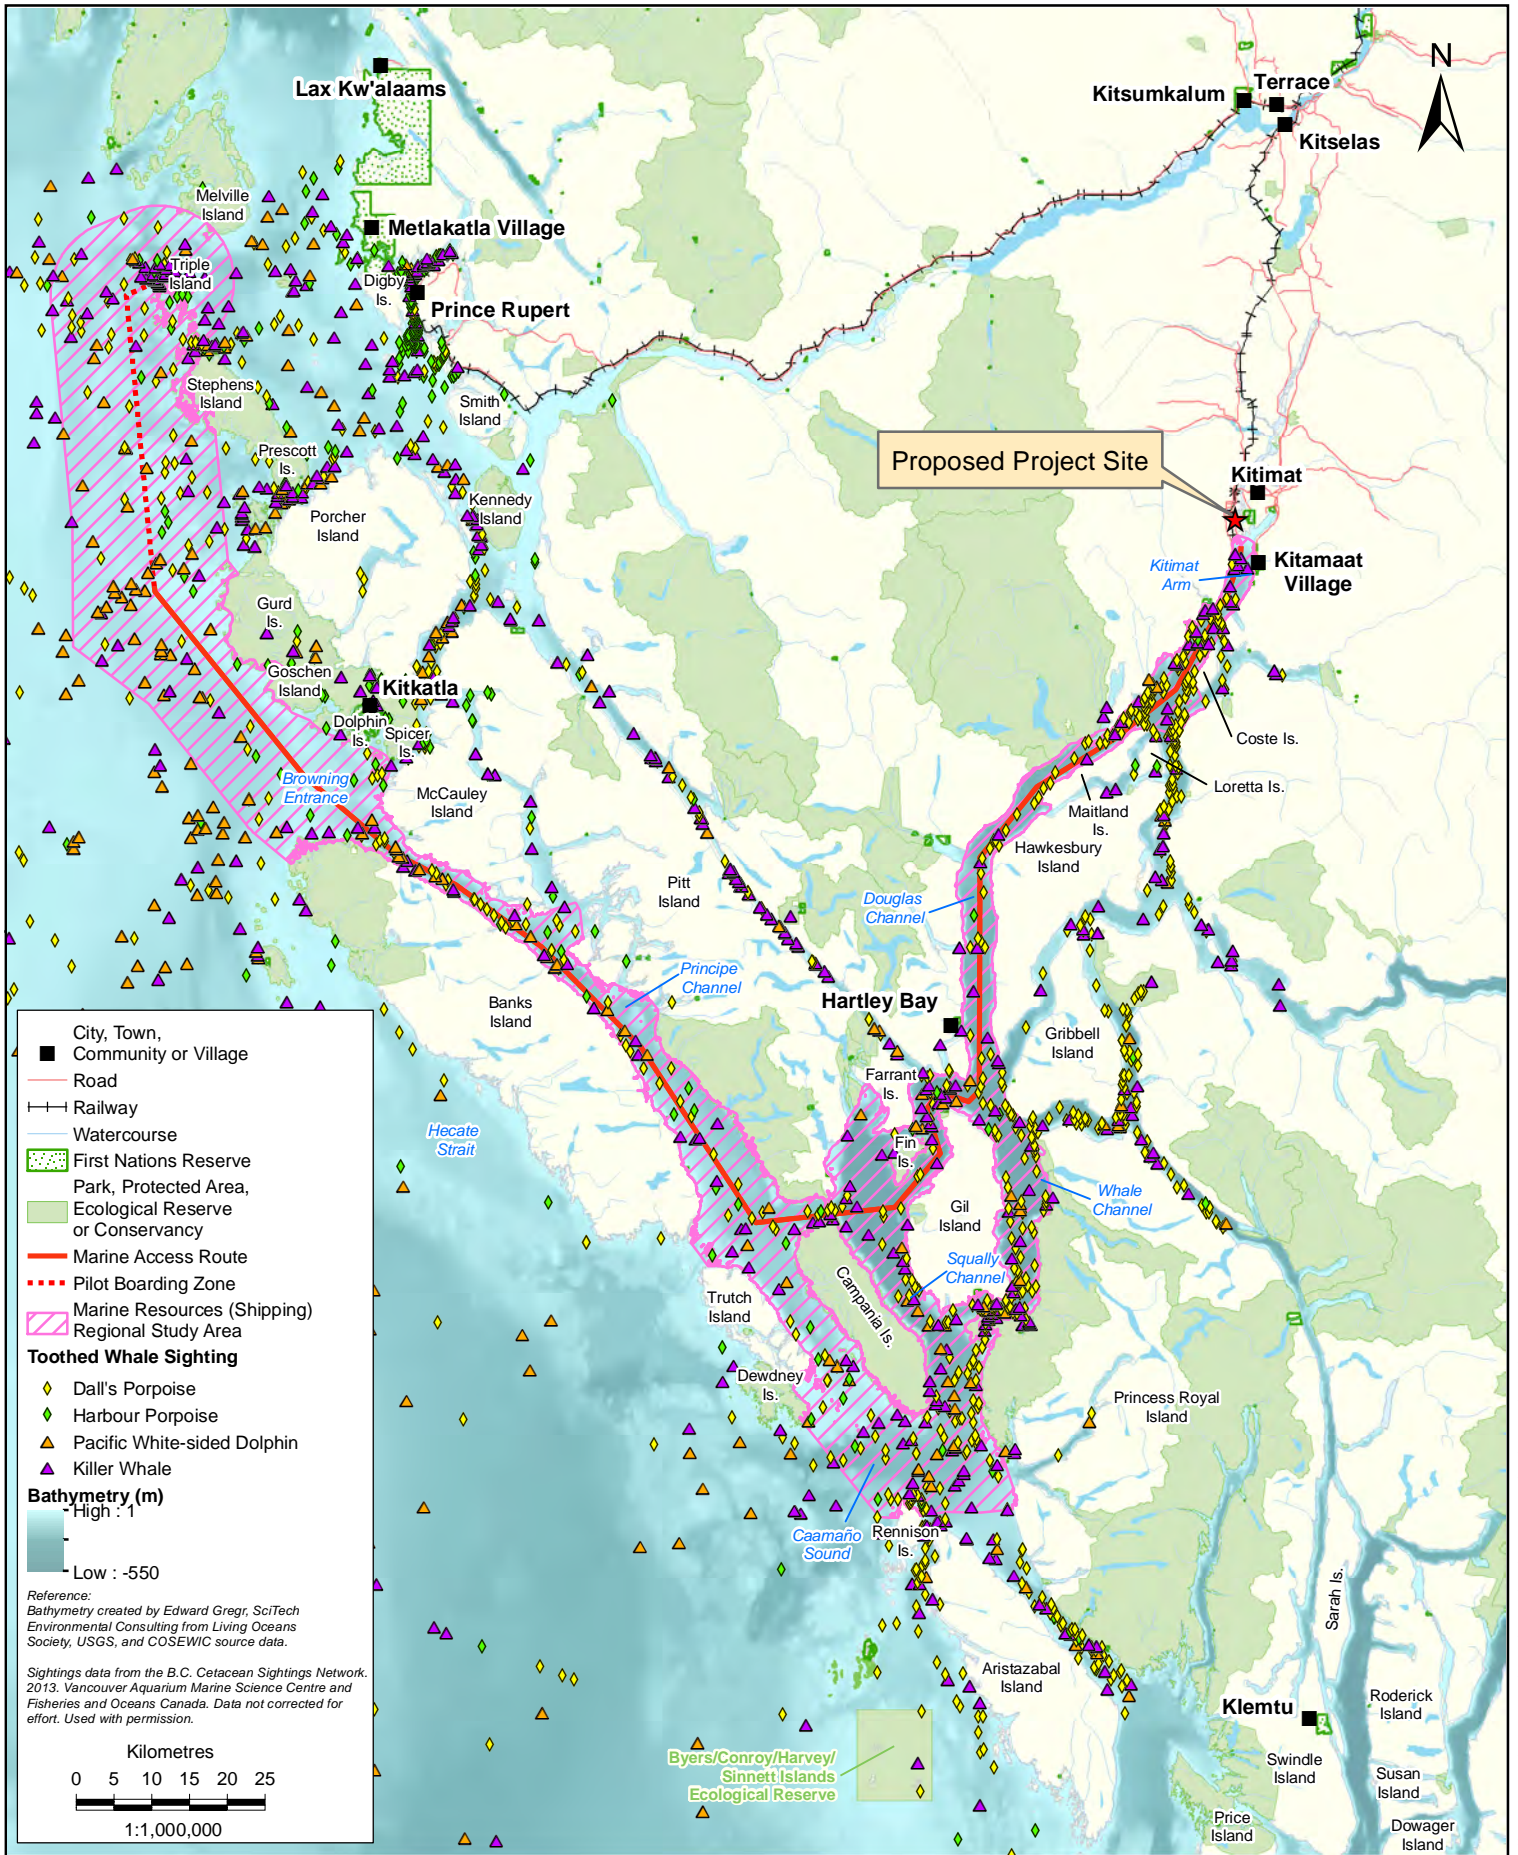 N
Lax Kw'alaams
Kitsumkalum
Terrace
Kitselas
Melville
Island
Metlakatla Village
Triple
Island
Digby
Is.
Prince Rupert
Stephens
Island
Smith
Island
Prescott
Is.
Proposed Project Site
Kitimat
Kennedy
Island
Porcher
Island
Kitimat
Arm
Kitamaat
Village
Gurd
Is.
Goschen
Island
Kitkatla
Dolphin
Is.
Spicer
Is.
Coste Is.
Browning
Entrance
McCauley
Island
Loretta Is.
Maitland
Is.
Hawkesbury
Island
Pitt
Island
Douglas
Channel
Principe
Channel
Banks
Island
Hartley Bay
Gribbell
Island
Farrant
Is.
Hecate
Strait
Fin
Is.
Whale
Channel
Gil
Island
Squally
Channel
Campania Is.
Trutch
Island
Dewdney
Is.
Princess Royal
Island
Caamaño
Sound
Rennison
Is.
Sarah Is.
Aristazabal
Island
Klemtu
Roderick
Island
Swindle
Island
Susan
Island
Byers/Conroy/Harvey/
Sinnett Islands
Ecological Reserve
Price
Island
Dowager
Island
City, Town,
Community or Village
Road
Railway
Watercourse
First Nations Reserve
Park, Protected Area,
Ecological Reserve
or Conservancy
Marine Access Route
Pilot Boarding Zone
Marine Resources (Shipping)
Regional Study Area
Toothed Whale Sighting
Dall's Porpoise
Harbour Porpoise
Pacific White-sided Dolphin
Killer Whale
Bathymetry (m)
High : 1
Low : -550
Reference:
Bathymetry created by Edward Gregr, SciTech
Environmental Consulting from Living Oceans
Society, USGS, and COSEWIC source data.
Sightings data from the B.C. Cetacean Sightings Network.
2013. Vancouver Aquarium Marine Science Centre and
Fisheries and Oceans Canada. Data not corrected for
effort. Used with permission.
Kilometres
0 5 10 15 20 25
1:1,000,000